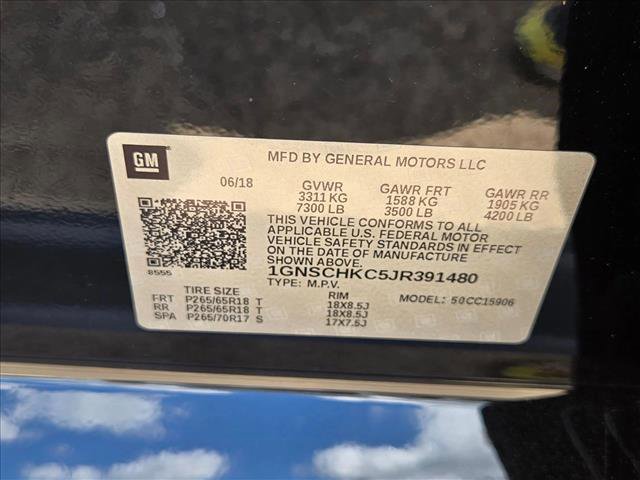 GM
MFD BY GENERAL MOTORS LLC
06/18 GVWR GAWR FRT GAWR RR
3311 KG 1588 KG 1905 KG
7300 LB 3500 LB 4200 LB
THIS VEHICLE CONFORMS TO ALL
APPLICABLE U.S. FEDERAL MOTOR
VEHICLE SAFETY STANDARDS IN EFFECT
ON THE DATE OF MANUFACTURE
SHOWN ABOVE.
8555
1GNSCHKC5JR391480
TYPE: M.P.V.
TIRE SIZE RIM MODEL: 50CC15906
FRT P265/65R18 T 18X8.5J
RR P265/65R18 T 18X8.5J
SPA P265/70R17 S 17X7.5J